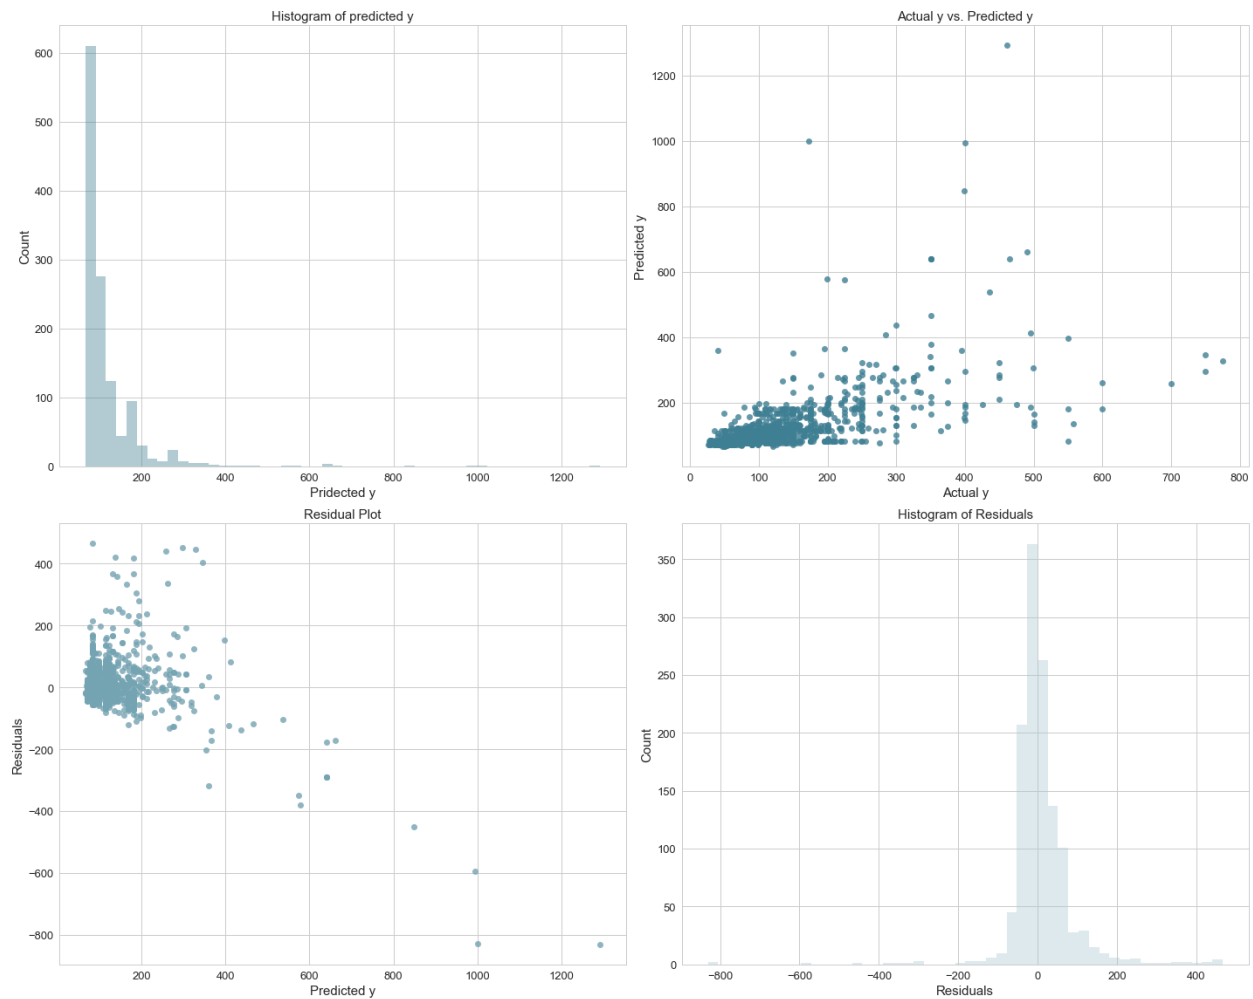 Histogram of predicted y
600
500
400
300
200
100
0
Count
200 400 600 800 1000 1200
Pridected y
Actual y vs. Predicted y
1200
1000
800
600
400
200
Predicted y
0 100 200 300 400 500 600 700 800
Actual y
Residual Plot
400
200
0
−200
−400
−600
−800
Residuals
200 400 600 800 1000 1200
Predicted y
Histogram of Residuals
350
300
250
200
150
100
50
0
Count
−800 −600 −400 −200 0 200 400
Residuals